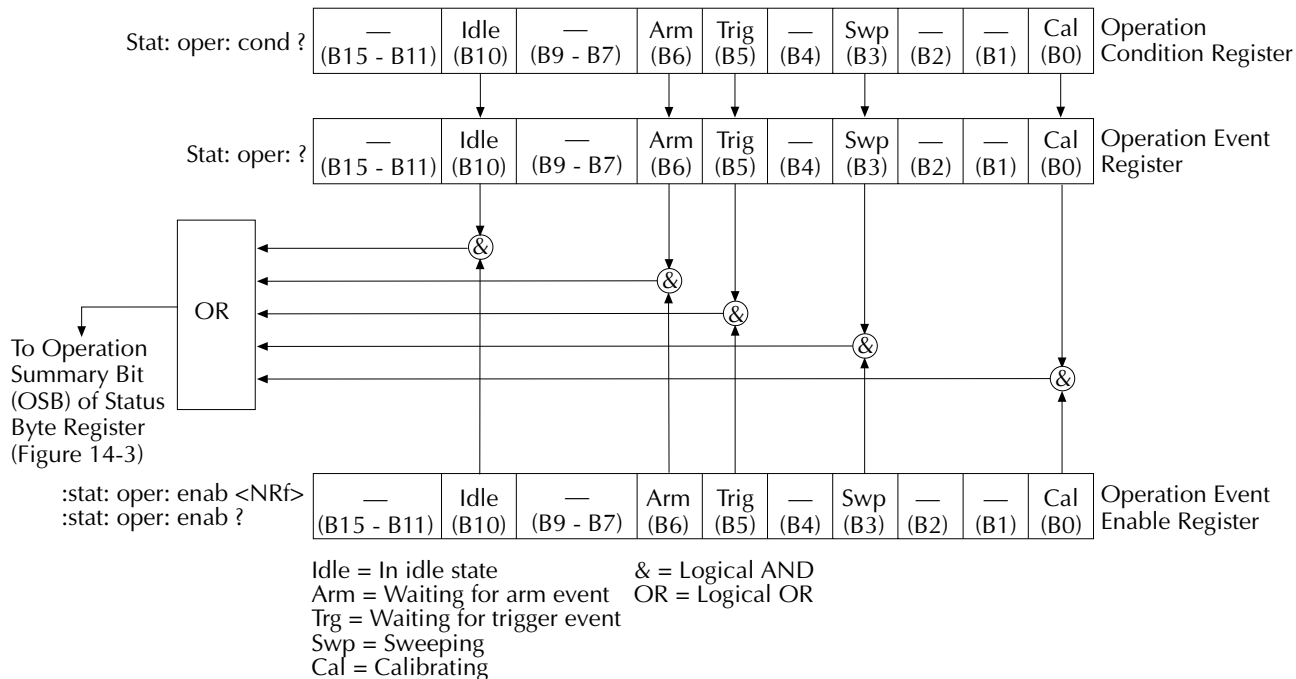 Stat: oper: cond ?
— Idle — Arm Trig — Swp — — Cal
(B15 - B11) (B10) (B9 - B7) (B6) (B5) (B4) (B3) (B2) (B1) (B0)
Operation
Condition Register
Stat: oper: ?
— Idle — Arm Trig — Swp — — Cal
(B15 - B11) (B10) (B9 - B7) (B6) (B5) (B4) (B3) (B2) (B1) (B0)
Operation Event
Register
&
&
OR
&
&
&
To Operation
Summary Bit
(OSB) of Status
Byte Register
(Figure 14-3)
:stat: oper: enab <NRf>
:stat: oper: enab ?
— Idle — Arm Trig — Swp — — Cal
(B15 - B11) (B10) (B9 - B7) (B6) (B5) (B4) (B3) (B2) (B1) (B0)
Operation Event
Enable Register
Idle = In idle state
Arm = Waiting for arm event
Trg = Waiting for trigger event
Swp = Sweeping
Cal = Calibrating
& = Logical AND
OR = Logical OR